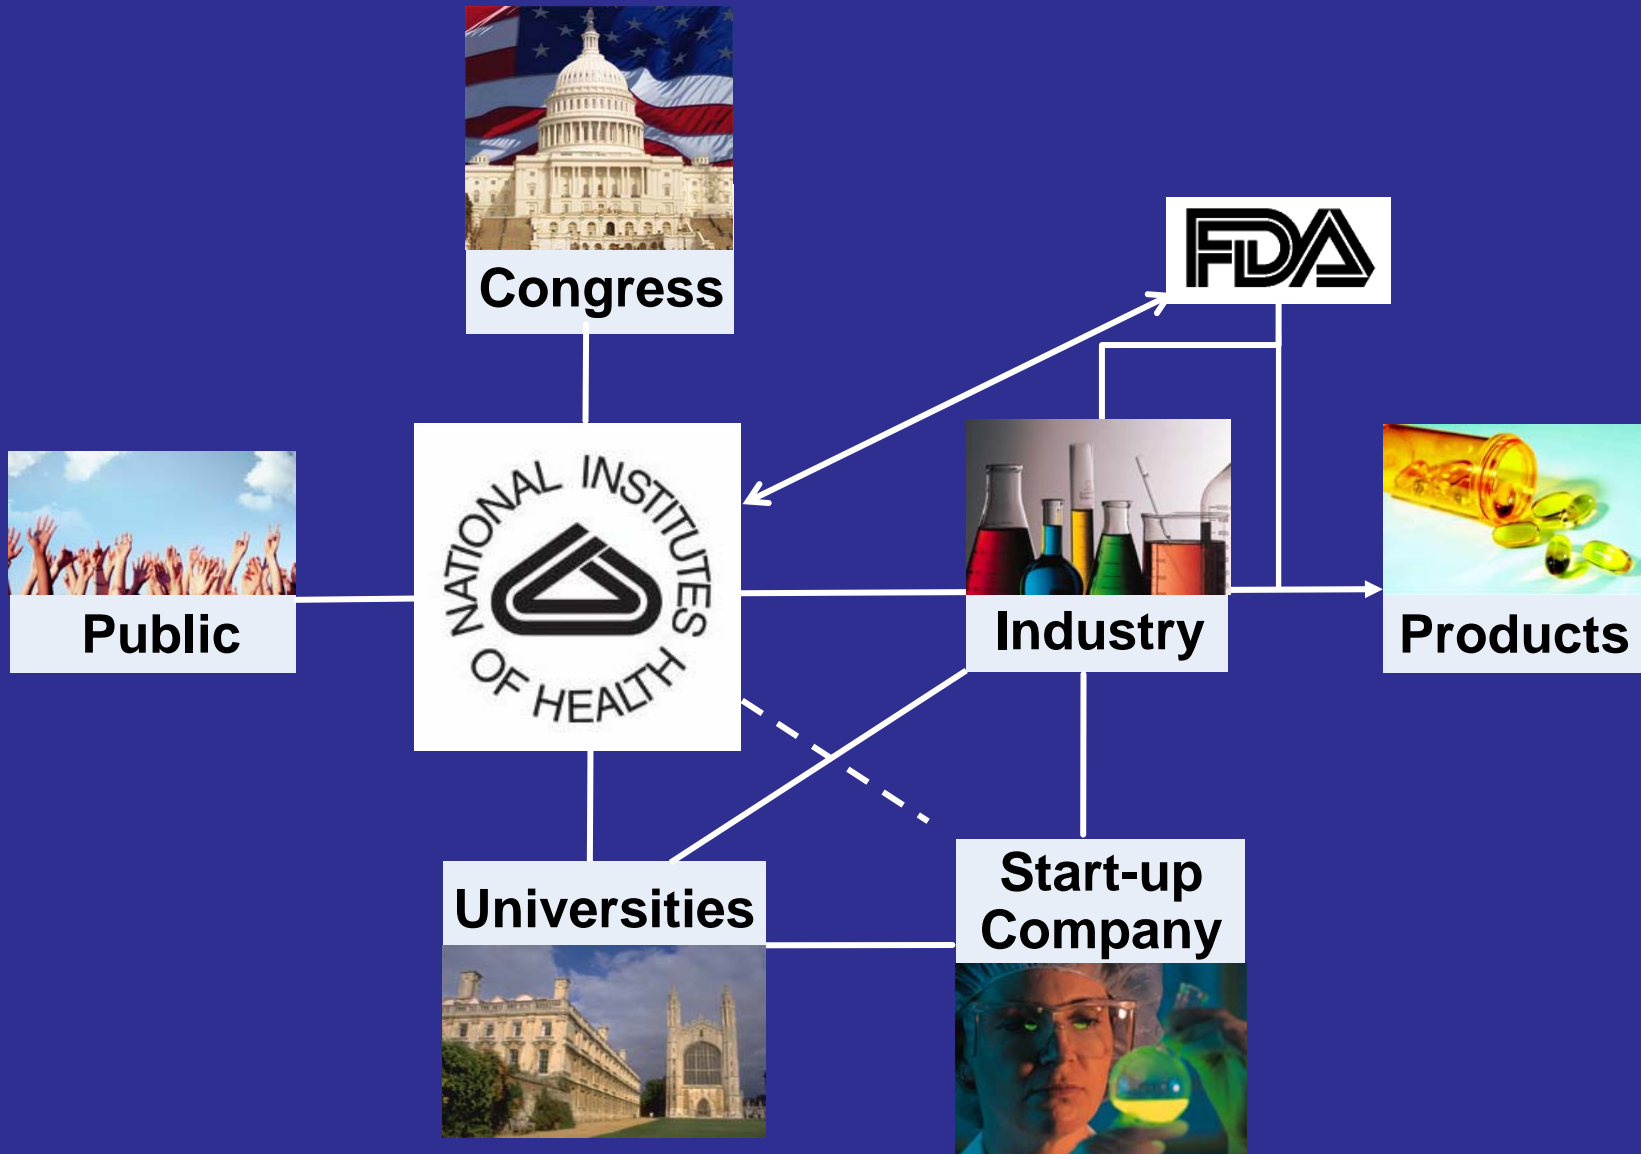 Congress
FDA
NATIONAL INSTITUTES
OF HEALTH
Public
Industry
Products
Universities
Start-up
Company